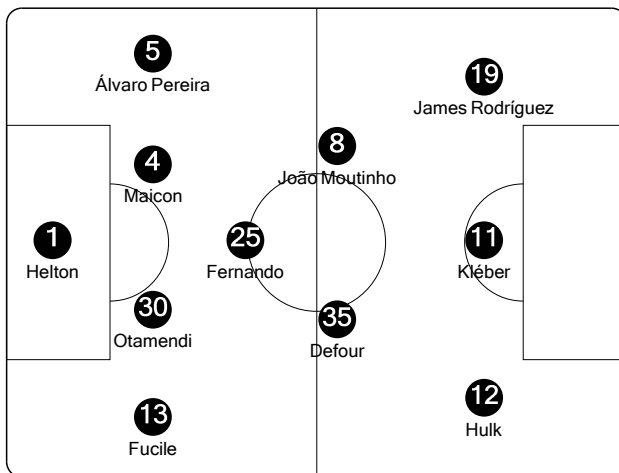 5
Álvaro Pereira
19
James Rodríguez
4
Maicon
8
João Moutinho
1
Helton
25
Fernando
11
Kléber
30
Otamendi
35
Defour
13
Fucile
12
Hulk